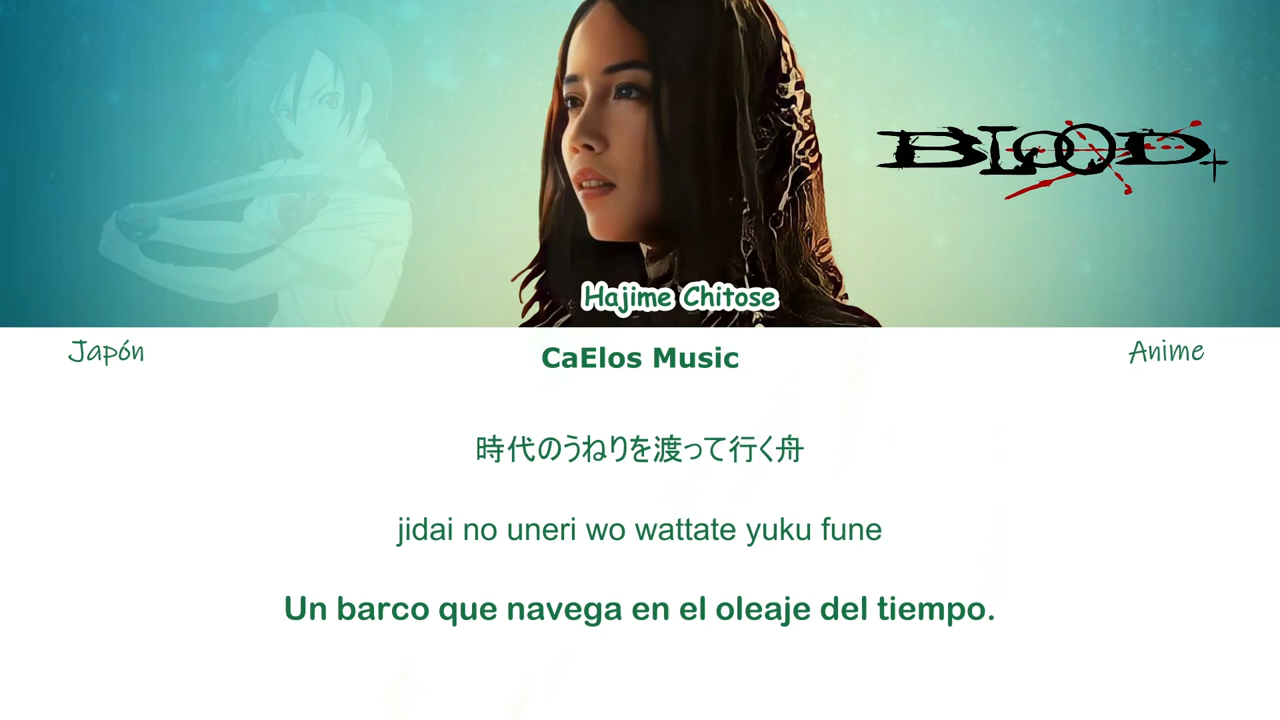 BLOOD+
Hajime Chitose
Japón
CaElos Music
Anime
時代のうねりを渡って行く舟
jidai no uneri wo wattate yuku fune
Un barco que navega en el oleaje del tiempo.